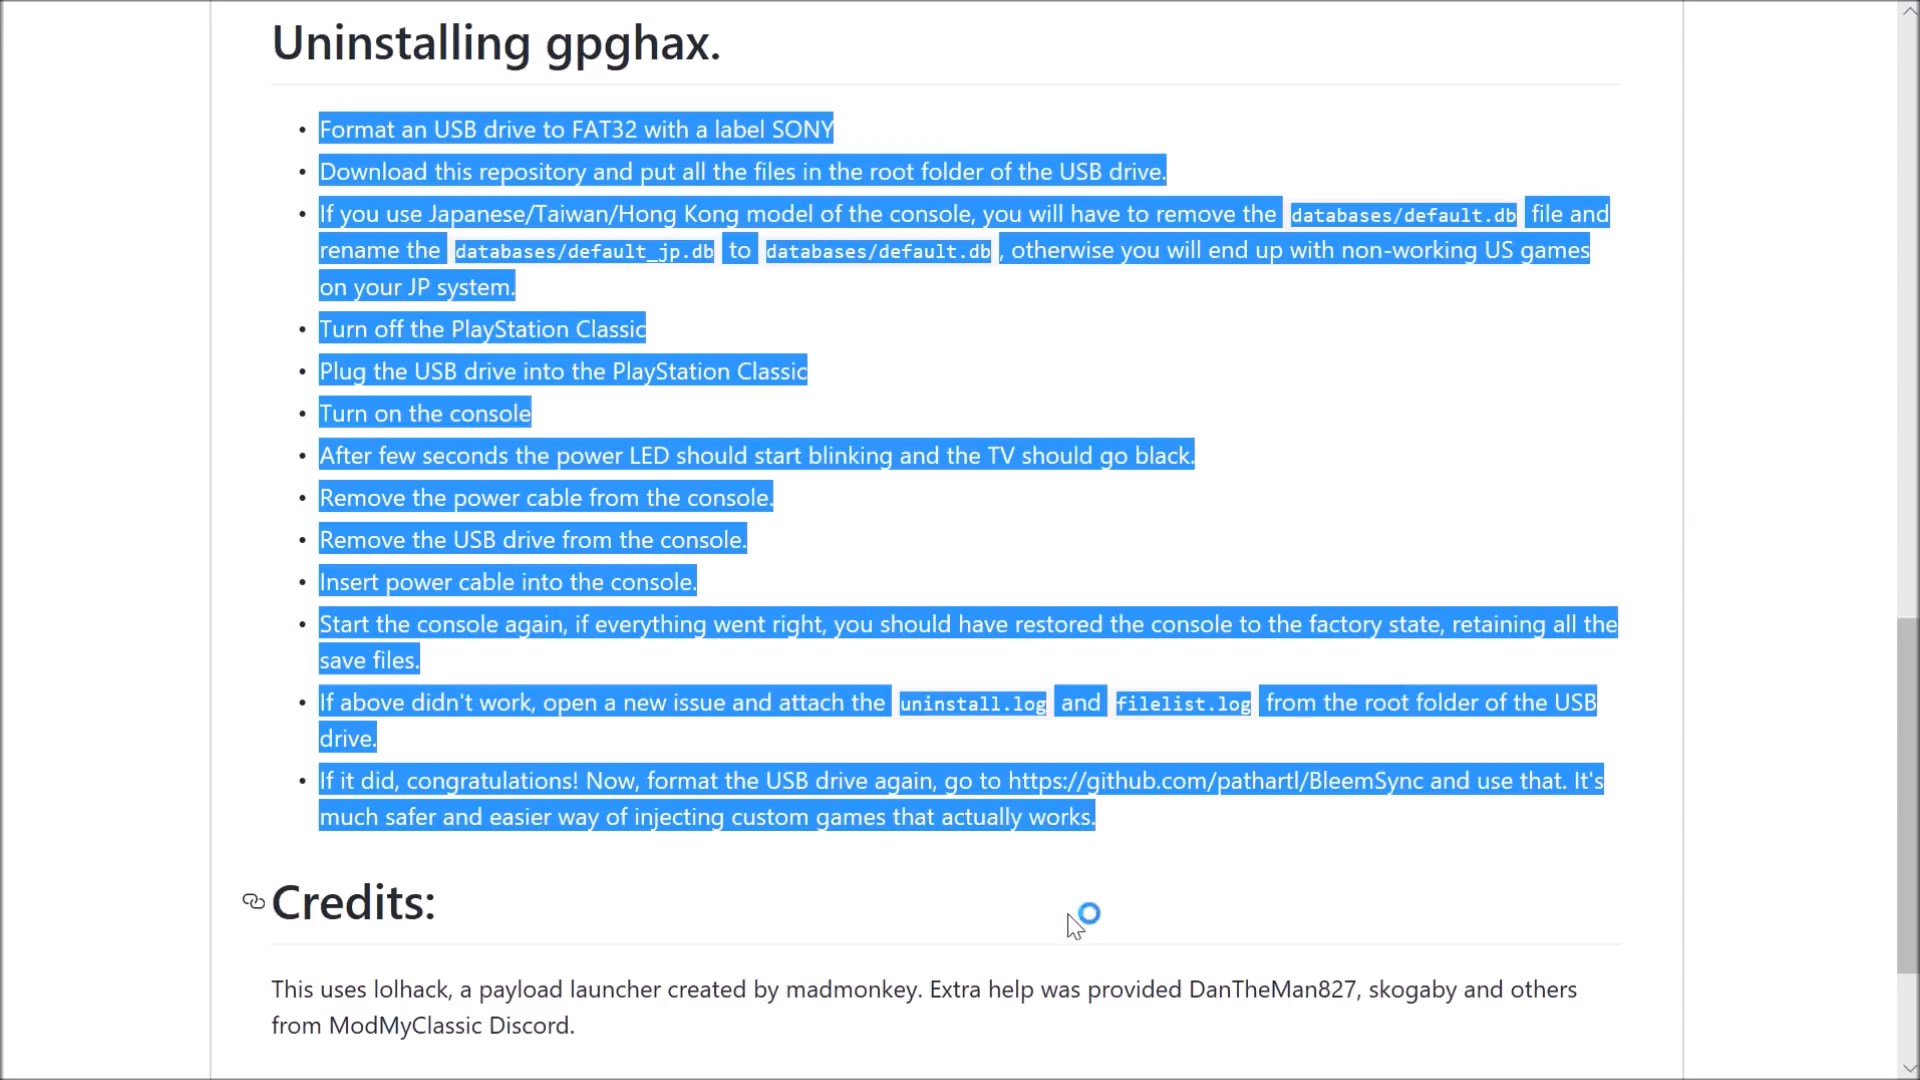 Uninstalling gpghax.
• Format an USB drive to FAT32 with a label SONY
• Download this repository and put all the files in the root folder of the USB drive.
• If you use Japanese/Taiwan/Hong Kong model of the console, you will have to remove the databases/default.db file and
rename the databases/default_jp.db to databases/default.db , otherwise you will end up with non-working US games
on your JP system.
• Turn off the PlayStation Classic
• Plug the USB drive into the PlayStation Classic
• Turn on the console
• After few seconds the power LED should start blinking and the TV should go black.
• Remove the power cable from the console.
• Remove the USB drive from the console.
• Insert power cable into the console.
• Start the console again, if everything went right, you should have restored the console to the factory state, retaining all the
save files.
• If above didn't work, open a new issue and attach the uninstall.log and filelist.log from the root folder of the USB
drive.
• If it did, congratulations! Now, format the USB drive again, go to https://github.com/pathartl/BleemSync and use that. It's
much safer and easier way of injecting custom games that actually works.
Credits:
This uses lolhack, a payload launcher created by madmonkey. Extra help was provided DanTheMan827, skogaby and others
from ModMyClassic Discord.